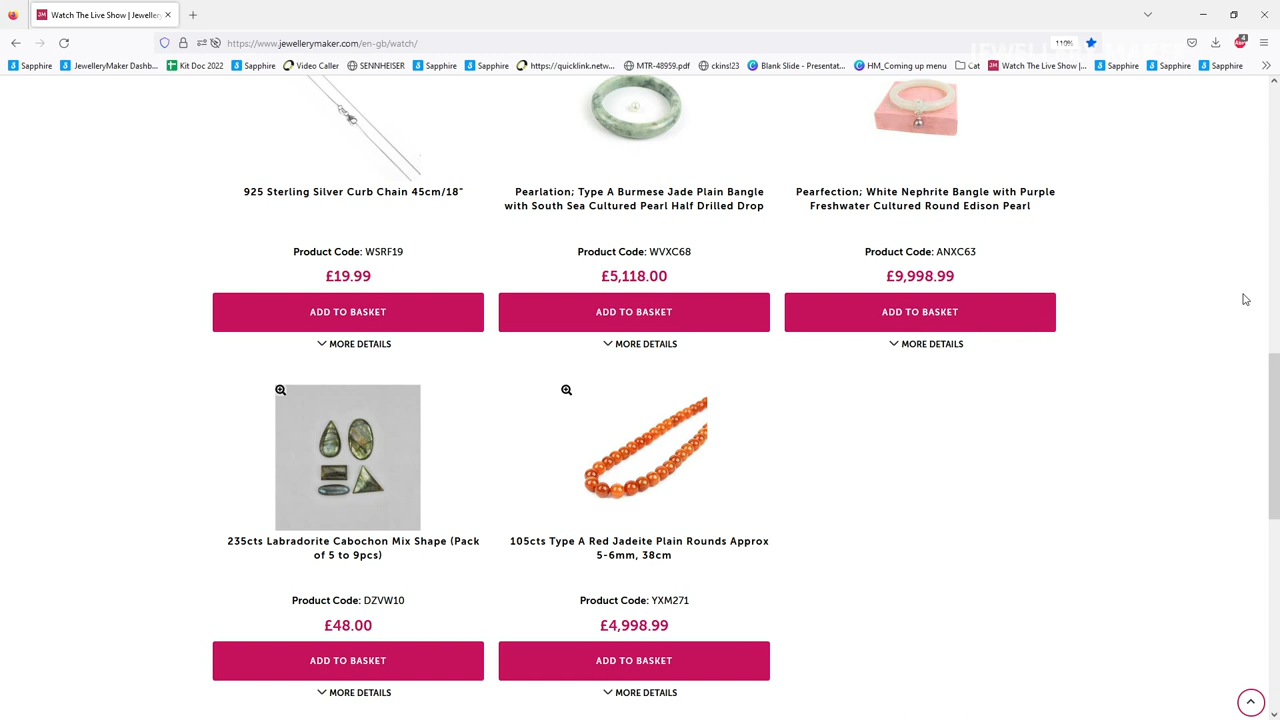 Watch The Live Show | Jeweller
https://www.jewellerymaker.com/en-gb/watch/
110%
4
JEWELLERYMAKER
Sapphire
JewelleryMaker Dashb...
Kit Doc 2022
Sapphire
Video Caller
SENNHEISER
Sapphire
Sapphire
https://quicklink.netw...
MTR-48959.pdf
ckins!23
Blank Slide - Presentat...
HM_Coming up menu
Cat
Watch The Live Show |...
Sapphire
Sapphire
Sapphire
925 Sterling Silver Curb Chain 45cm/18"
Product Code: WSRF19
£19.99
ADD TO BASKET
MORE DETAILS
Pearlation; Type A Burmese Jade Plain Bangle
with South Sea Cultured Pearl Half Drilled Drop
Product Code: WVXC68
£5,118.00
ADD TO BASKET
MORE DETAILS
Pearfection; White Nephrite Bangle with Purple
Freshwater Cultured Round Edison Pearl
Product Code: ANXC63
£9,998.99
ADD TO BASKET
MORE DETAILS
235cts Labradorite Cabochon Mix Shape (Pack
of 5 to 9pcs)
Product Code: DZVW10
£48.00
ADD TO BASKET
MORE DETAILS
105cts Type A Red Jadeite Plain Rounds Approx
5-6mm, 38cm
Product Code: YXM271
£4,998.99
ADD TO BASKET
MORE DETAILS